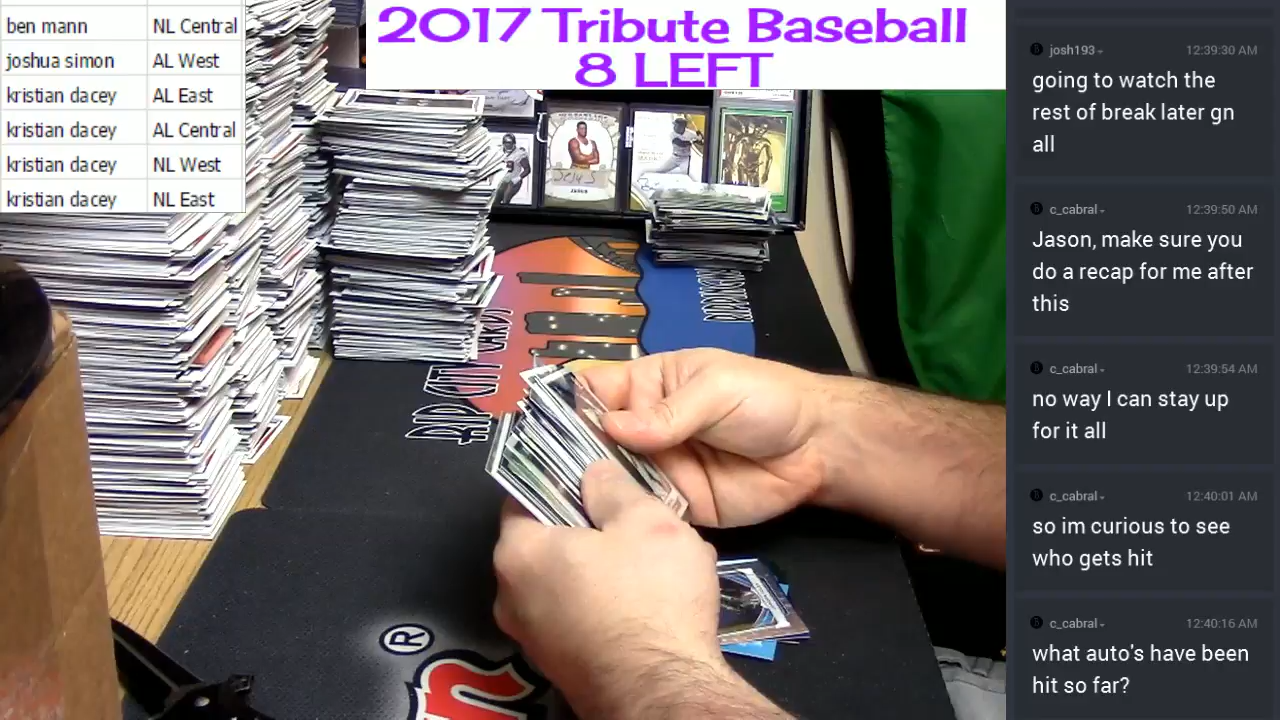 ben mann NL Central
joshua simon AL West
kristian dacey AL East
kristian dacey AL Central
kristian dacey NL West
kristian dacey NL East
2017 Tribute Baseball
8 LEFT
RIP CITY CARDS
®
josh193 12:39:30 AM
going to watch the
rest of break later gn
all
c_cabral 12:39:50 AM
Jason, make sure you
do a recap for me after
this
c_cabral 12:39:54 AM
no way I can stay up
for it all
c_cabral 12:40:01 AM
so im curious to see
who gets hit
c_cabral 12:40:16 AM
what auto's have been
hit so far?